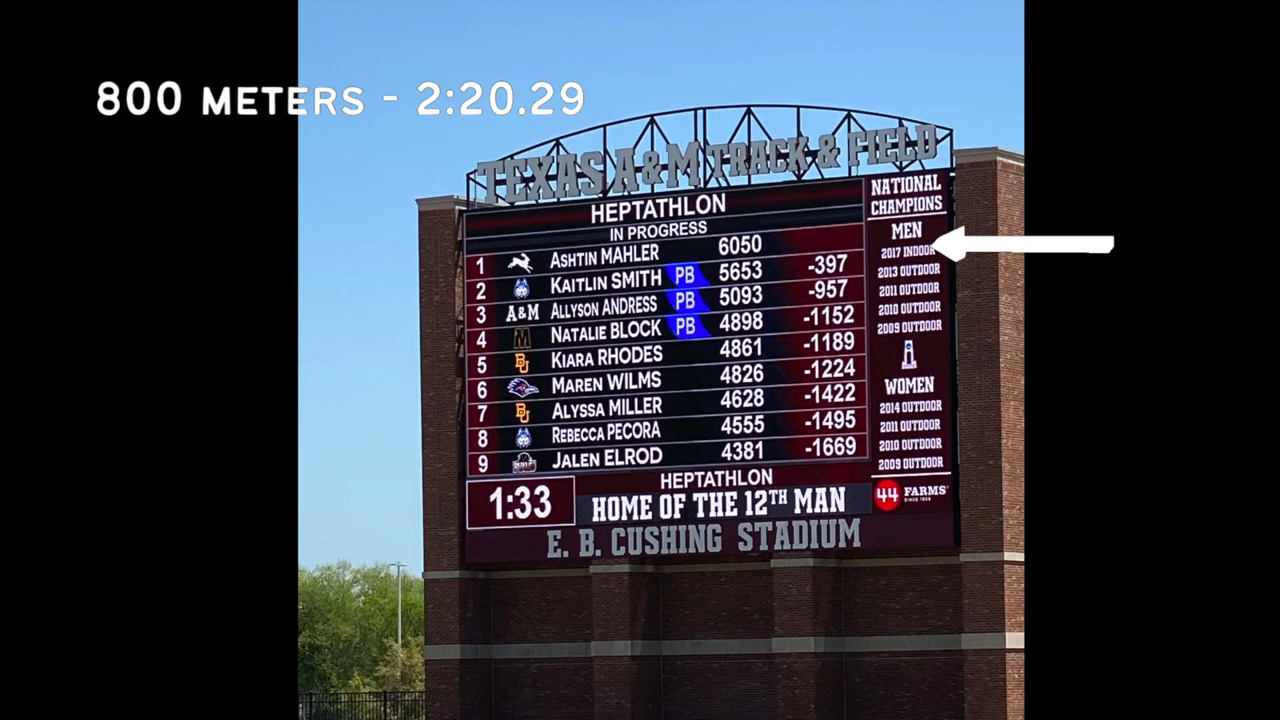 800 METERS - 2:20.29
TEXAS A&M TRACK & FIELD
HEPTATHLON
IN PROGRESS
1 ASHTIN MAHLER 6050
2 KAITLIN SMITH PB 5653 -397
3 A&M ALLYSON ANDRESS PB 5093 -957
4 M NATALIE BLOCK PB 4898 -1152
5 BU KIARA RHODES 4861 -1189
6 MAREN WILMS 4826 -1224
7 BU ALYSSA MILLER 4628 -1422
8 REBECCA PECORA 4555 -1495
9 JALEN ELROD 4381 -1669
NATIONAL
CHAMPIONS
MEN
2017 INDOOR
2013 OUTDOOR
2011 OUTDOOR
2010 OUTDOOR
2009 OUTDOOR
WOMEN
2014 OUTDOOR
2011 OUTDOOR
2010 OUTDOOR
2009 OUTDOOR
44 FARMS
HEPTATHLON
1:33 HOME OF THE 12TH MAN
E. B. CUSHING STADIUM